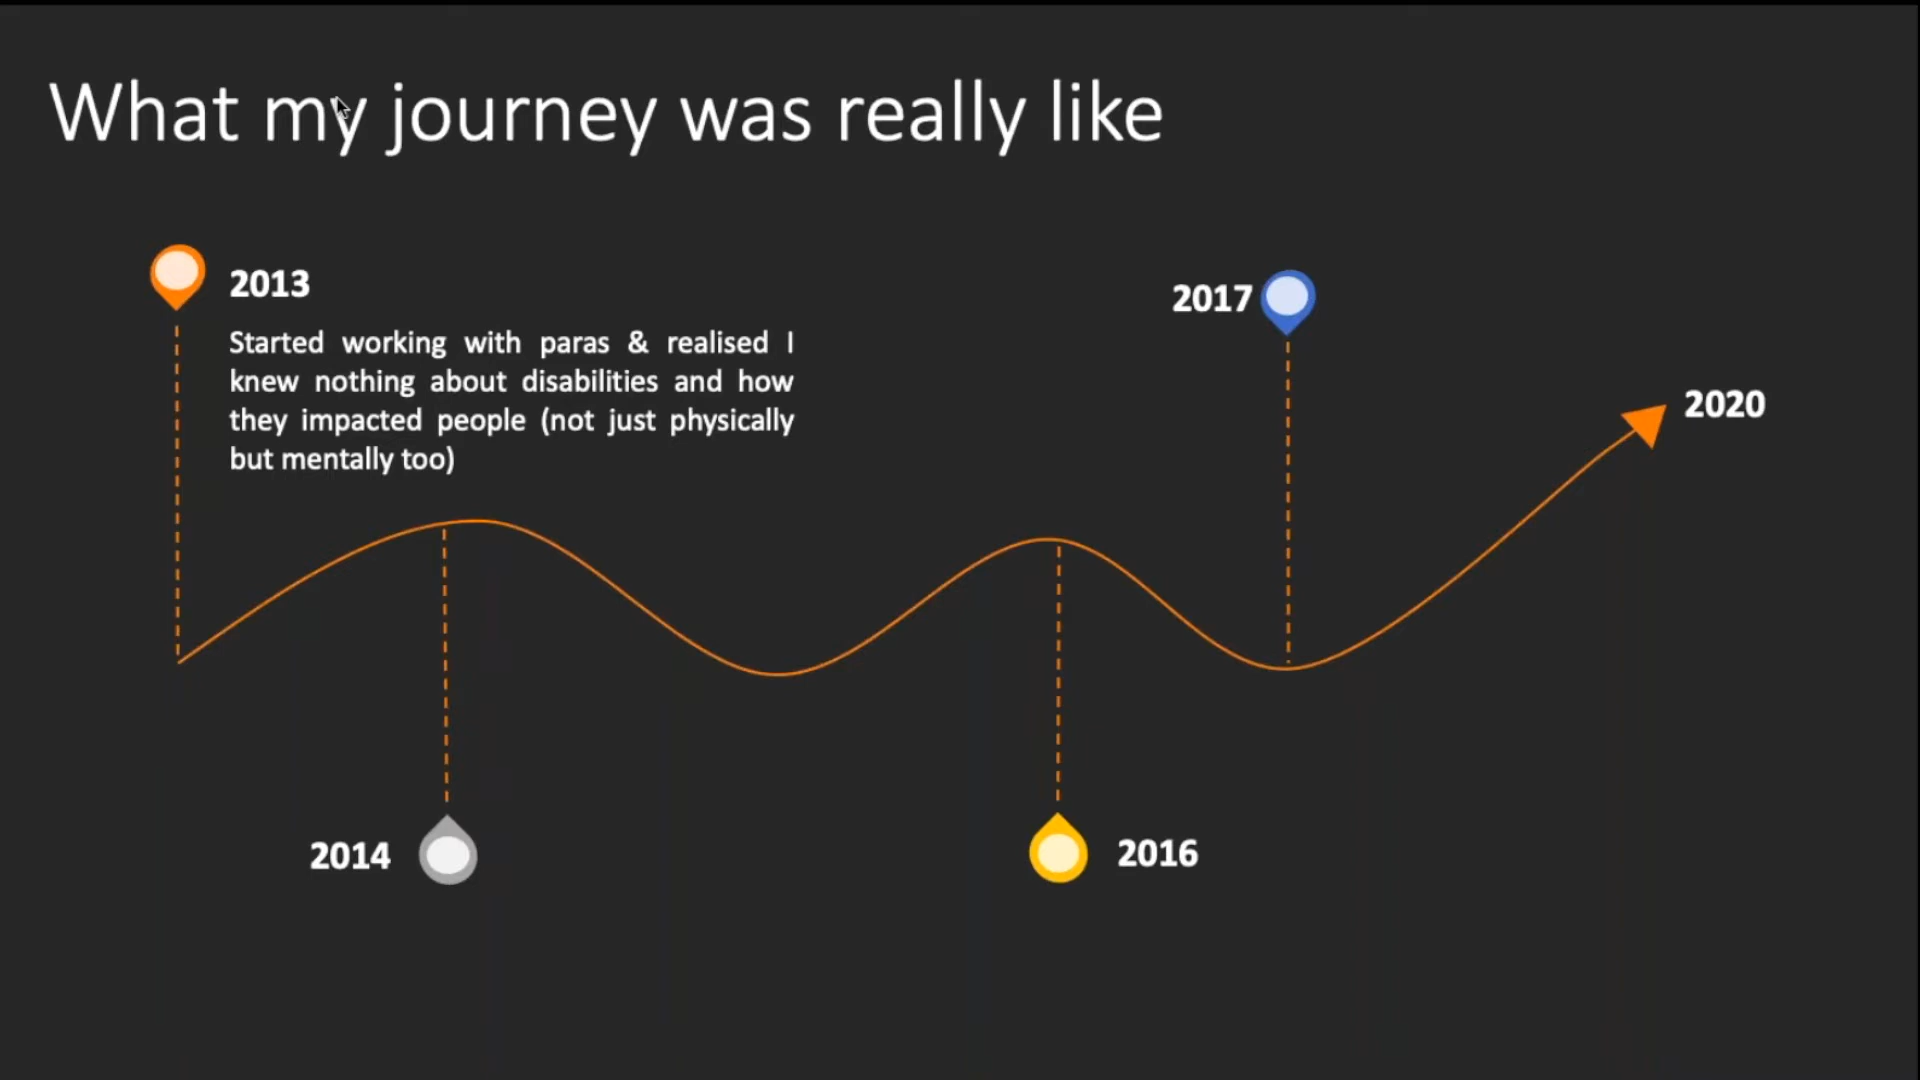 What my journey was really like
2013
Started working with paras & realised I
knew nothing about disabilities and how
they impacted people (not just physically
but mentally too)
2017
2020
2014
2016